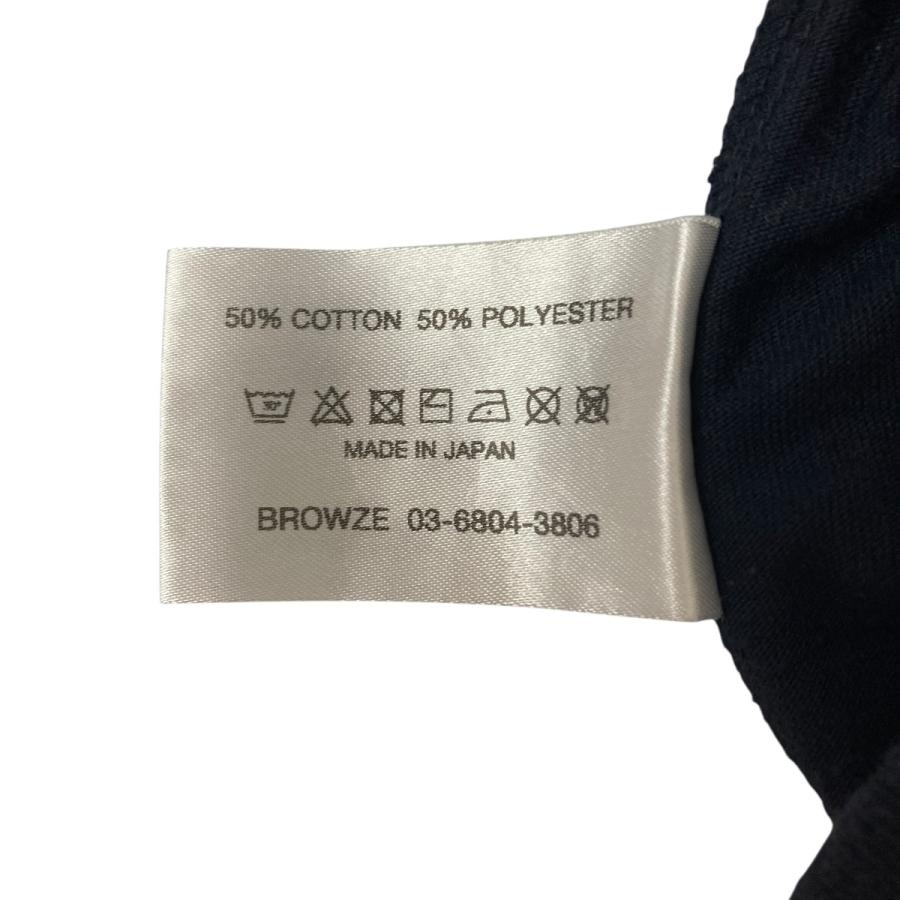 50% COTTON 50% POLYESTER
MADE IN JAPAN
BROWZE 03-6804-3806